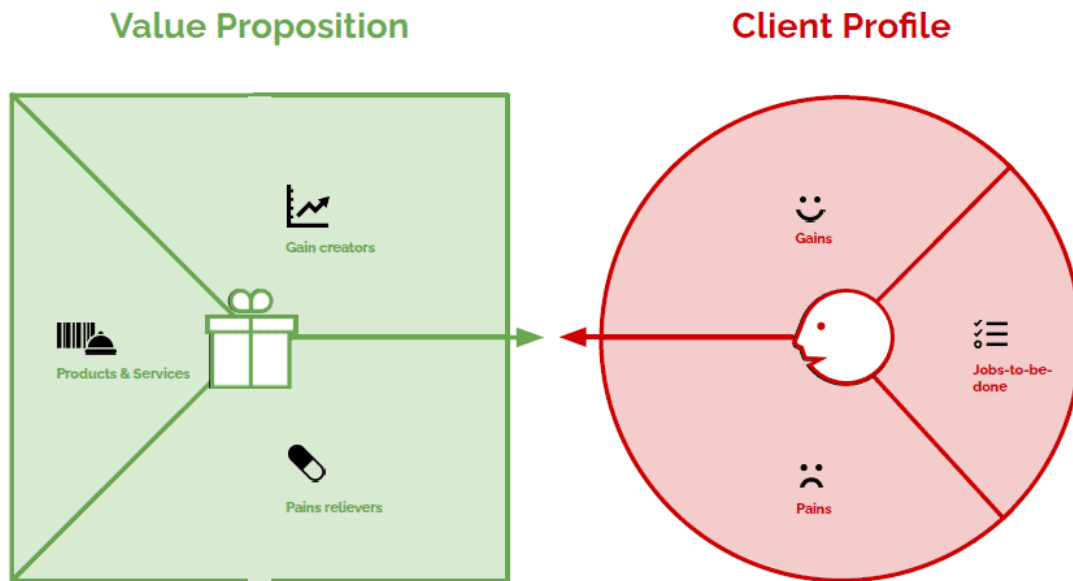 Value Proposition
Client Profile
Gain creators
Products & Services
Pains relievers
Gains
Jobs-to-be-
done
Pains